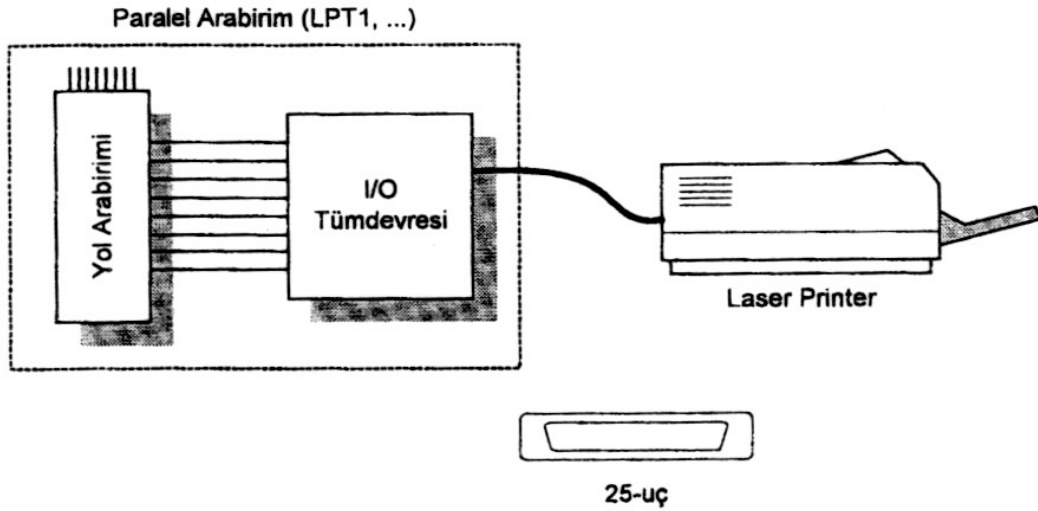 Paralel Arabirim (LPT1, ...)
Yol Arabirimi
I/O
Tümdevresi
Laser Printer
25-uç